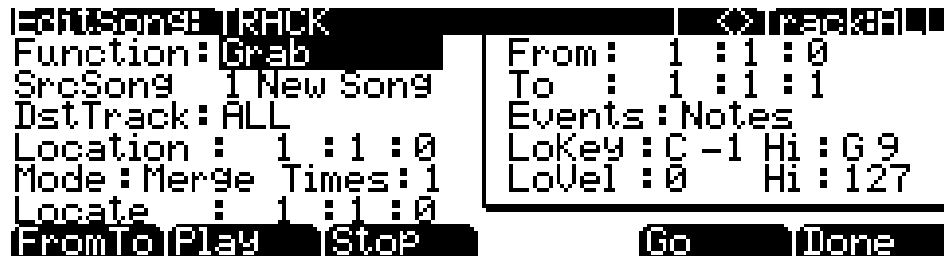 EditSong: TRACK <>Track:ALL
Function:Grab
SrcSong 1 New Song
DstTrack:ALL
Location : 1 :1 :0
Mode:Merge Times:1
Locate : 1 :1 :0
From: 1 :1 :0
To : 1 :1 :1
Events:Notes
LoKey :C -1 Hi :G 9
LoVel :0 Hi :127
FromTo Play Stop Go Done